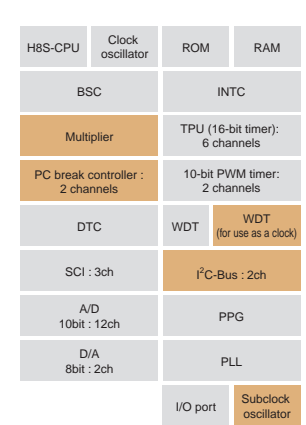 H8S-CPU
Clock
oscillator
ROM
RAM
BSC
INTC
Multiplier
TPU (16-bit timer):
6 channels
PC break controller :
2 channels
10-bit PWM timer:
2 channels
DTC
WDT
WDT
(for use as a clock)
SCI : 3ch
I²C-Bus : 2ch
A/D
10bit : 12ch
PPG
D/A
8bit : 2ch
PLL
I/O port
Subclock
oscillator